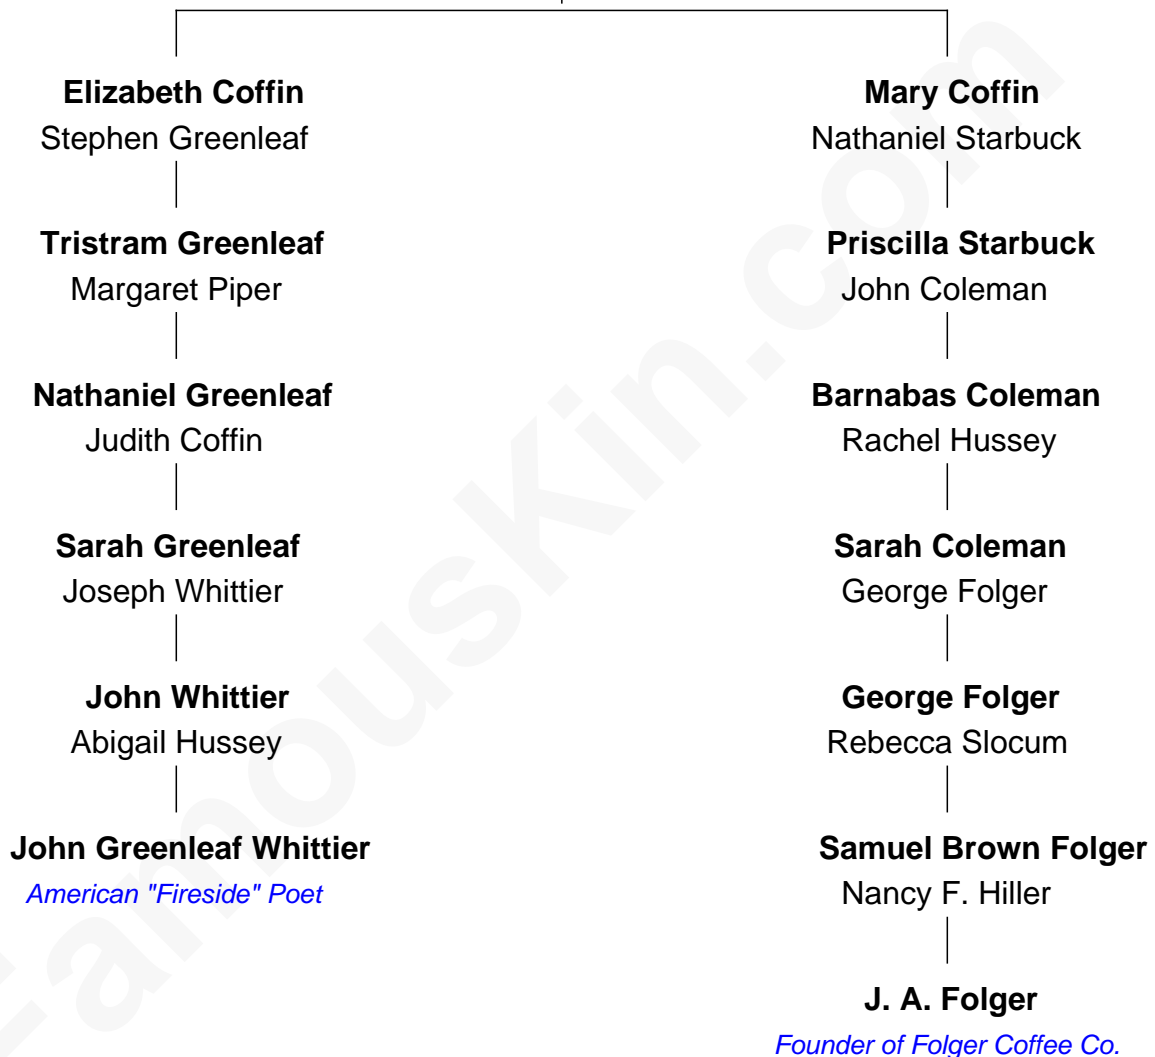 Elizabeth Coffin
Stephen Greenleaf
Tristram Greenleaf
Margaret Piper
Nathaniel Greenleaf
Judith Coffin
Sarah Greenleaf
Joseph Whittier
John Whittier
Abigail Hussey
John Greenleaf Whittier
American "Fireside" Poet
Mary Coffin
Nathaniel Starbuck
Priscilla Starbuck
John Coleman
Barnabas Coleman
Rachel Hussey
Sarah Coleman
George Folger
George Folger
Rebecca Slocum
Samuel Brown Folger
Nancy F. Hiller
J. A. Folger
Founder of Folger Coffee Co.
FamousKin.com